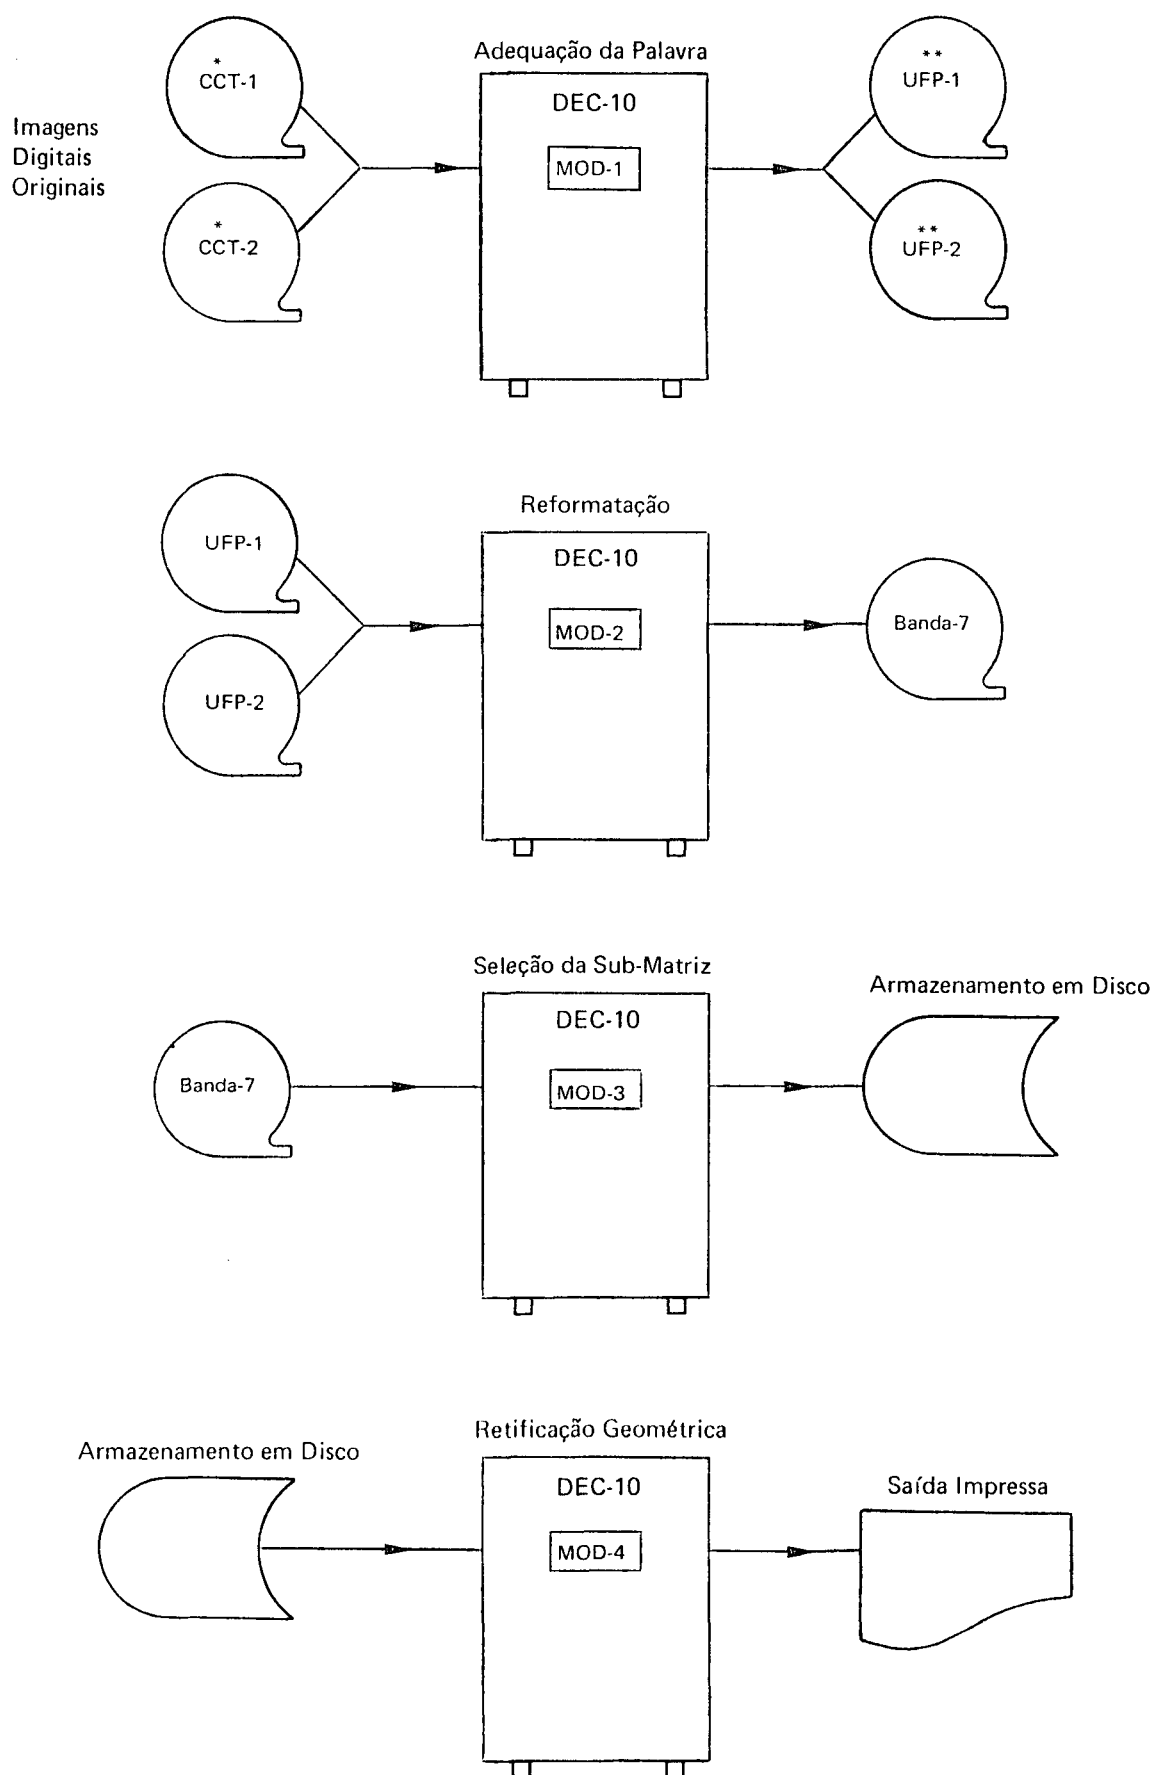 Adequação da Palavra
Imagens
Digitais
Originais
*
CCT-1
*
CCT-2
DEC-10
MOD-1
**
UFP-1
**
UFP-2
Reformatação
UFP-1
UFP-2
DEC-10
MOD-2
Banda-7
Seleção da Sub-Matriz
Banda-7
DEC-10
MOD-3
Armazenamento em Disco
Retificação Geométrica
Armazenamento em Disco
DEC-10
MOD-4
Saída Impressa